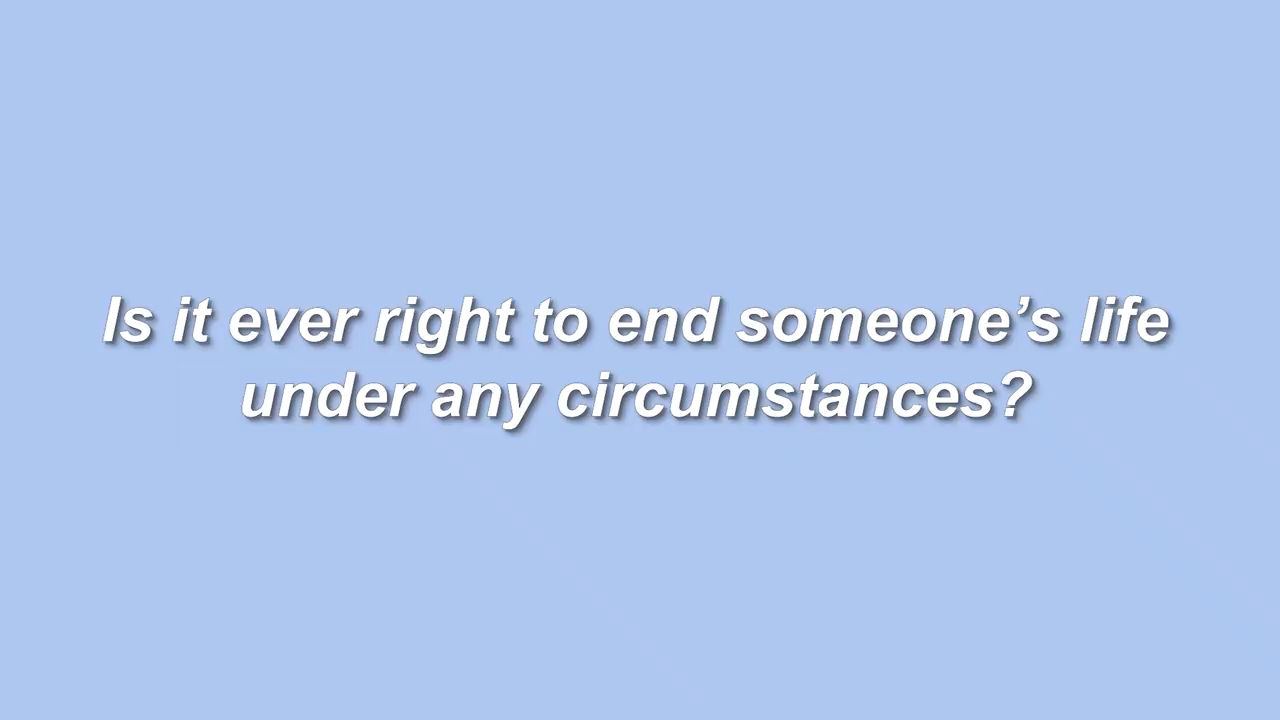 Is it ever right to end someone’s life
under any circumstances?